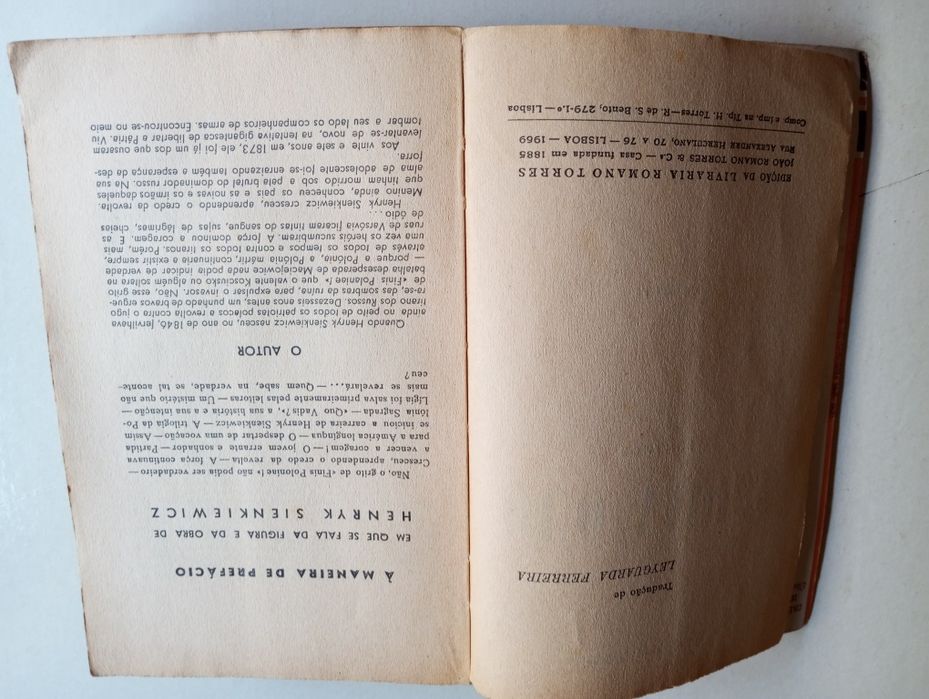 Tradução de
LEYGUARDA FERREIRA
EDIÇÃO DA LIVRARIA ROMANO TORRES
JOÃO ROMANO TORRES & C.ª — Casa fundada em 1885
RUA ALEXANDRE HERCULANO, 70 A 76 — LISBOA — 1969
Comp. e imp. na Tip. H. Torres — R. de S. Bento, 279-1.º — Lisboa
À MANEIRA DE PREFÁCIO
EM QUE SE FALA DA FIGURA E DA OBRA DE
HENRYK SIENKIEWICZ
Não, o grito de «Finis Poloniae!» não podia ser verdadeiro —
Cresceu, aprendendo o credo da revolta — A força continuava
a vencer a coragem! — O jovem errante e sonhador — Partida
para a América longínqua — O despertar de uma vocação — Assim
se iniciou a carreira de Henryk Sienkiewicz — A trilogia da Po-
lónia Sagrada — «Quo Vadis?», a sua história e a sua intenção —
Lígia foi salva primeiramente pelas leitoras — Um mistério que não
mais se revelará... — Quem sabe, na verdade, se tal aconte-
ceu?
O AUTOR
Quando Henryk Sienkiewicz nasceu, no ano de 1846, fervilhava
ainda no peito de todos os patriotas polacos a revolta contra o jugo
tirano dos Russos. Dezasseis anos antes, um punhado de bravos ergue-
ra-se, das sombras da ruína, para expulsar o invasor. Não, esse grito
de «Finis Poloniae!» que o valente Kosciusko ou alguém soltara na
batalha desesperada de Maciejowice nada podia indicar de verdade
— porque a Polónia, a Polónia mártir, continuaria a existir sempre,
através de todos os tempos e contra todos os tiranos. Porém, mais
uma vez os heróis sucumbiram. A força dominou a coragem. E as
ruas de Varsóvia ficaram tintas do sangue, sujas de lágrimas, cheias
de ódio...
Henryk Sienkiewicz cresceu, aprendendo o credo da revolta.
Menino ainda, conheceu os pais e as noivas e os irmãos daqueles
que tinham morrido sob a pata brutal do dominador russo. Na sua
alma de adolescente foi-se enraizando também a esperança da des-
forra.
Aos vinte e sete anos, em 1873, ele foi já um dos que ousaram
levantar-se de novo, na tentativa gigantesca de libertar a Pátria. Viu
tombar a seu lado os companheiros de armas. Encontrou-se no meio